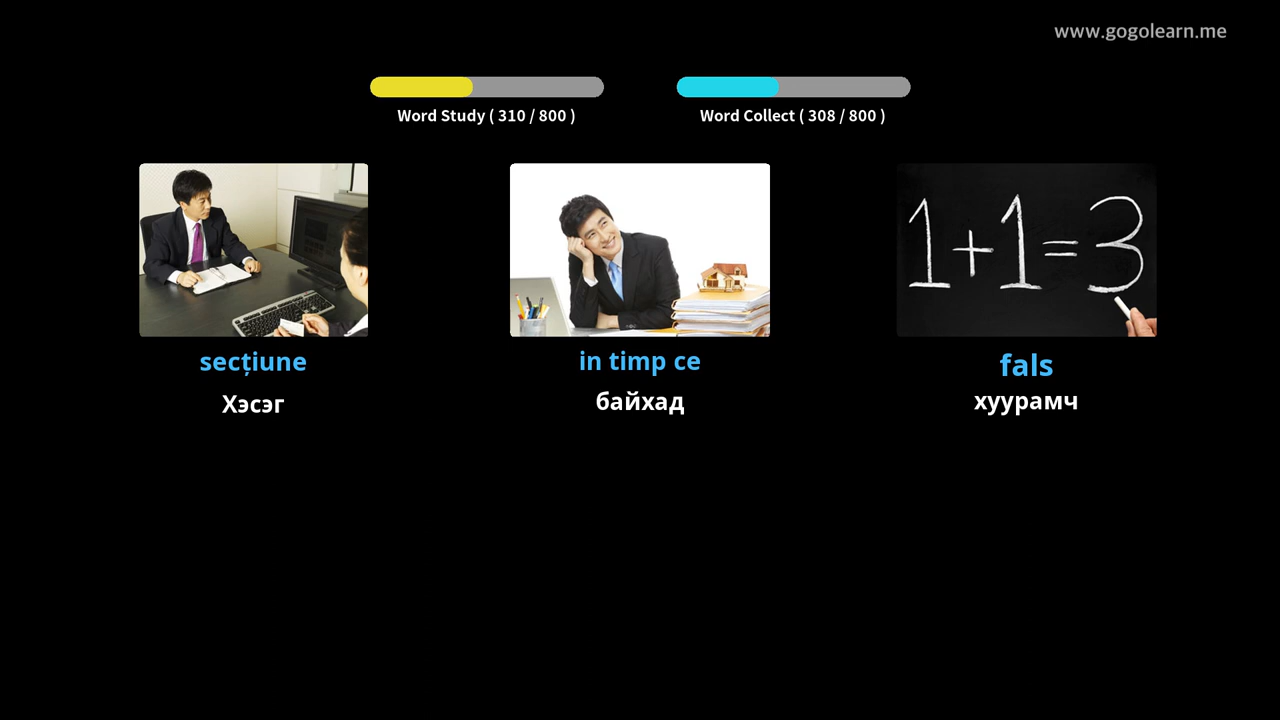 www.gogolearn.me
Word Study ( 310 / 800 )
Word Collect ( 308 / 800 )
1+1=3
secțiune
in timp ce
fals
Хэсэг
байхад
хуурамч